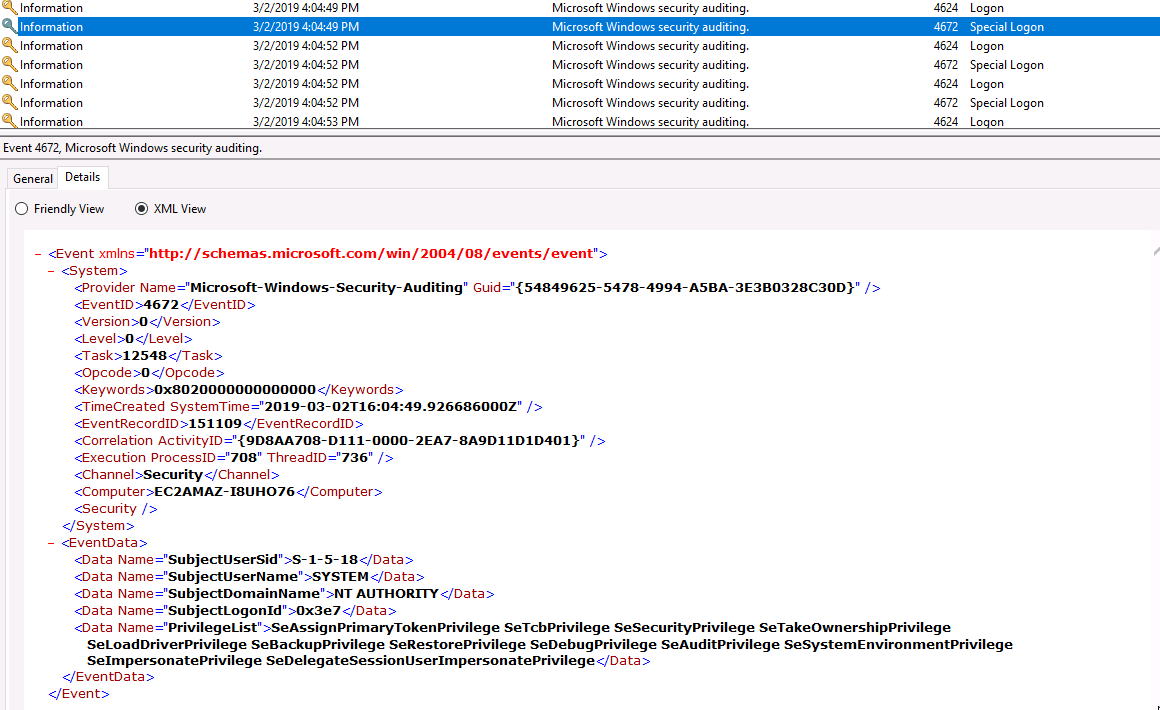 Information 3/2/2019 4:04:49 PM Microsoft Windows security auditing. 4624 Logon
Information 3/2/2019 4:04:49 PM Microsoft Windows security auditing. 4672 Special Logon
Information 3/2/2019 4:04:52 PM Microsoft Windows security auditing. 4624 Logon
Information 3/2/2019 4:04:52 PM Microsoft Windows security auditing. 4672 Special Logon
Information 3/2/2019 4:04:52 PM Microsoft Windows security auditing. 4624 Logon
Information 3/2/2019 4:04:52 PM Microsoft Windows security auditing. 4672 Special Logon
Information 3/2/2019 4:04:53 PM Microsoft Windows security auditing. 4624 Logon
Event 4672, Microsoft Windows security auditing.
General Details
Friendly View XML View
- <Event xmlns="http://schemas.microsoft.com/win/2004/08/events/event">
- <System>
<Provider Name="Microsoft-Windows-Security-Auditing" Guid="{54849625-5478-4994-A5BA-3E3B0328C30D}" />
<EventID>4672</EventID>
<Version>0</Version>
<Level>0</Level>
<Task>12548</Task>
<Opcode>0</Opcode>
<Keywords>0x8020000000000000</Keywords>
<TimeCreated SystemTime="2019-03-02T16:04:49.926686000Z" />
<EventRecordID>151109</EventRecordID>
<Correlation ActivityID="{9D8AA708-D111-0000-2EA7-8A9D11D1D401}" />
<Execution ProcessID="708" ThreadID="736" />
<Channel>Security</Channel>
<Computer>EC2AMAZ-I8UHO76</Computer>
<Security />
</System>
- <EventData>
<Data Name="SubjectUserSid">S-1-5-18</Data>
<Data Name="SubjectUserName">SYSTEM</Data>
<Data Name="SubjectDomainName">NT AUTHORITY</Data>
<Data Name="SubjectLogonId">0x3e7</Data>
<Data Name="PrivilegeList">SeAssignPrimaryTokenPrivilege SeTcbPrivilege SeSecurityPrivilege SeTakeOwnershipPrivilege
SeLoadDriverPrivilege SeBackupPrivilege SeRestorePrivilege SeDebugPrivilege SeAuditPrivilege SeSystemEnvironmentPrivilege
SeImpersonatePrivilege SeDelegateSessionUserImpersonatePrivilege</Data>
</EventData>
</Event>